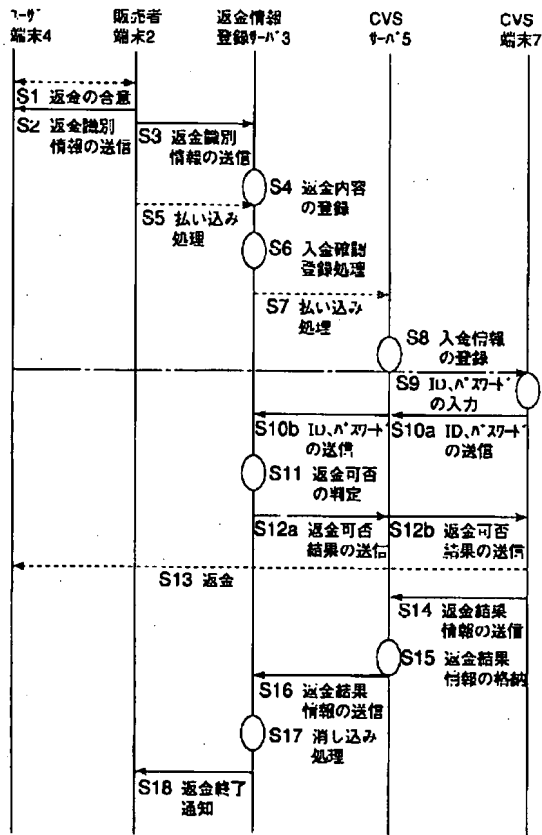 ユーザ
端末4
販売者
端末2
返金情報
登録サーバ3
CVS
サーバ5
CVS
端末7
S1 返金の合意
S2 返金識別
情報の送信
S3 返金識別
情報の送信
S4 返金内容
の登録
S5 払い込み
処理
S6 入金確認
登録処理
S7 払い込み
処理
S8 入金情報
の登録
S9 ID、パスワード
の入力
S10b ID、パスワード
の送信
S10a ID、パスワード
の送信
S11 返金可否
の判定
S12a 返金可否
結果の送信
S12b 返金可否
結果の送信
S13 返金
S14 返金結果
情報の送信
S15 返金結果
情報の格納
S16 返金結果
情報の送信
S17 消し込み
処理
S18 返金終了
通知